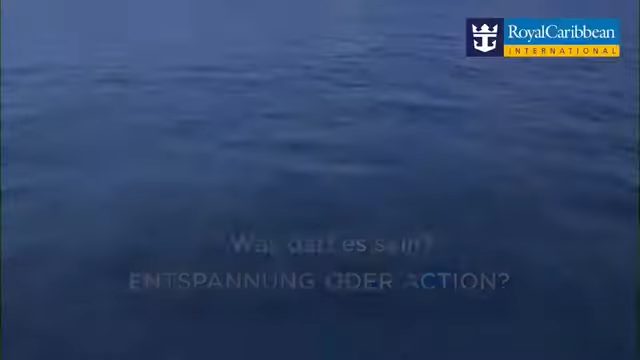 RoyalCaribbean
INTERNATIONAL
Was darf es sein?
ENTSPANNUNG ODER ACTION?